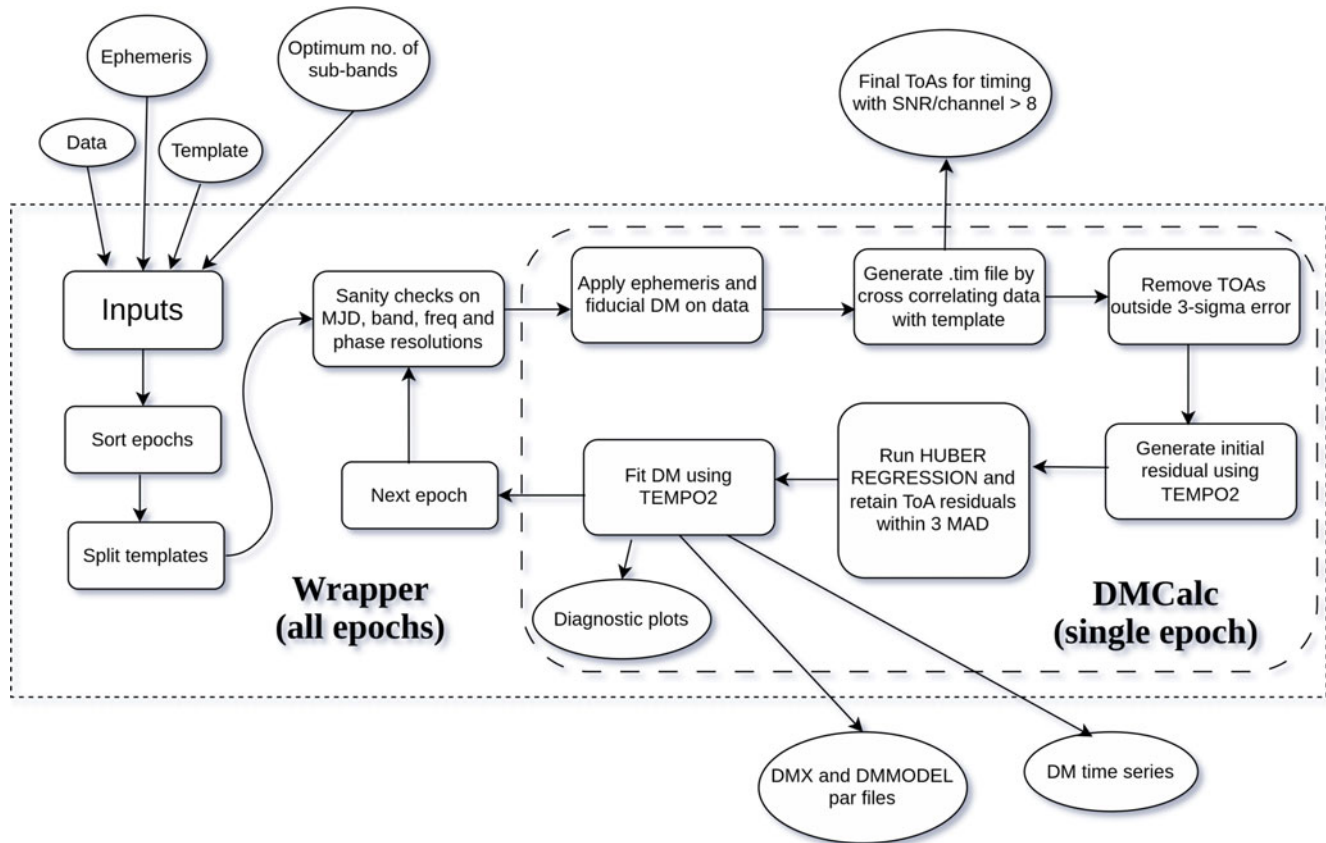 Ephemeris
Optimum no. of
sub-bands
Data
Template
Final ToAs for timing
with SNR/channel > 8
Inputs
Sanity checks on
MJD, band, freq and
phase resolutions
Apply ephemeris and
fiducial DM on data
Generate .tim file by
cross correlating data
with template
Remove TOAs
outside 3-sigma error
Sort epochs
Split templates
Next epoch
Fit DM using
TEMPO2
Run HUBER
REGRESSION and
retain ToA residuals
within 3 MAD
Generate initial
residual using
TEMPO2
Wrapper
(all epochs)
Diagnostic plots
DMCalc
(single epoch)
DMX and DMMODEL
par files
DM time series